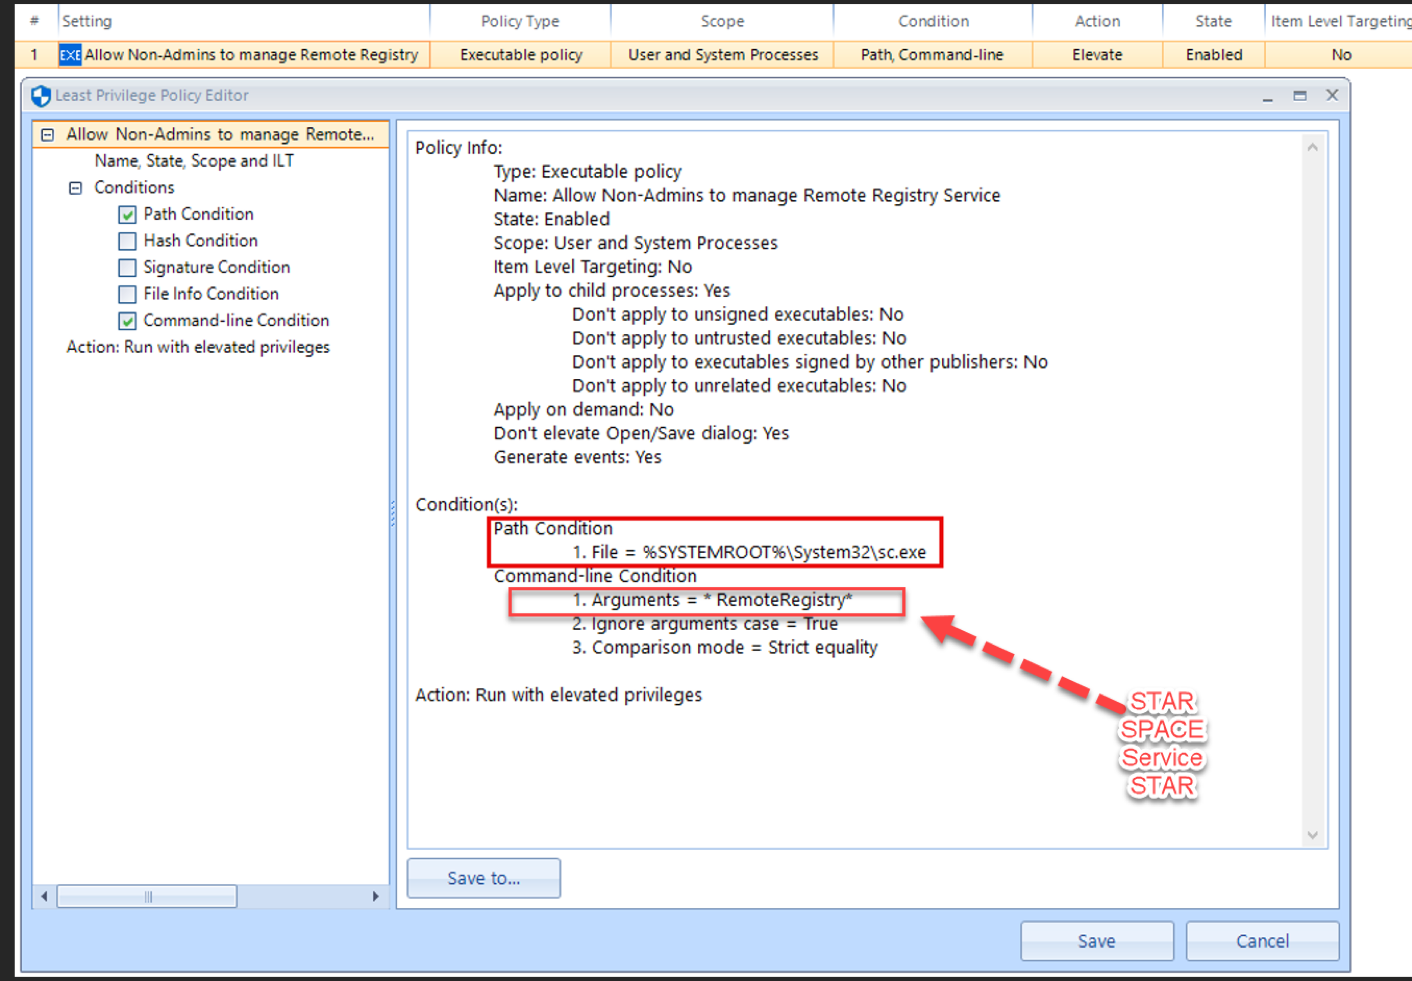 # Setting Policy Type Scope Condition Action State Item Level Targeting
1 EXE Allow Non-Admins to manage Remote Registry Executable policy User and System Processes Path, Command-line Elevate Enabled No
Least Privilege Policy Editor
Allow Non-Admins to manage Remote...
Name, State, Scope and ILT
Conditions
Path Condition
Hash Condition
Signature Condition
File Info Condition
Command-line Condition
Action: Run with elevated privileges
Policy Info:
Type: Executable policy
Name: Allow Non-Admins to manage Remote Registry Service
State: Enabled
Scope: User and System Processes
Item Level Targeting: No
Apply to child processes: Yes
Don't apply to unsigned executables: No
Don't apply to untrusted executables: No
Don't apply to executables signed by other publishers: No
Don't apply to unrelated executables: No
Apply on demand: No
Don't elevate Open/Save dialog: Yes
Generate events: Yes
Condition(s):
Path Condition
1. File = %SYSTEMROOT%\System32\sc.exe
Command-line Condition
1. Arguments = * RemoteRegistry*
2. Ignore arguments case = True
3. Comparison mode = Strict equality
Action: Run with elevated privileges
STAR
SPACE
Service
STAR
Save to...
Save Cancel